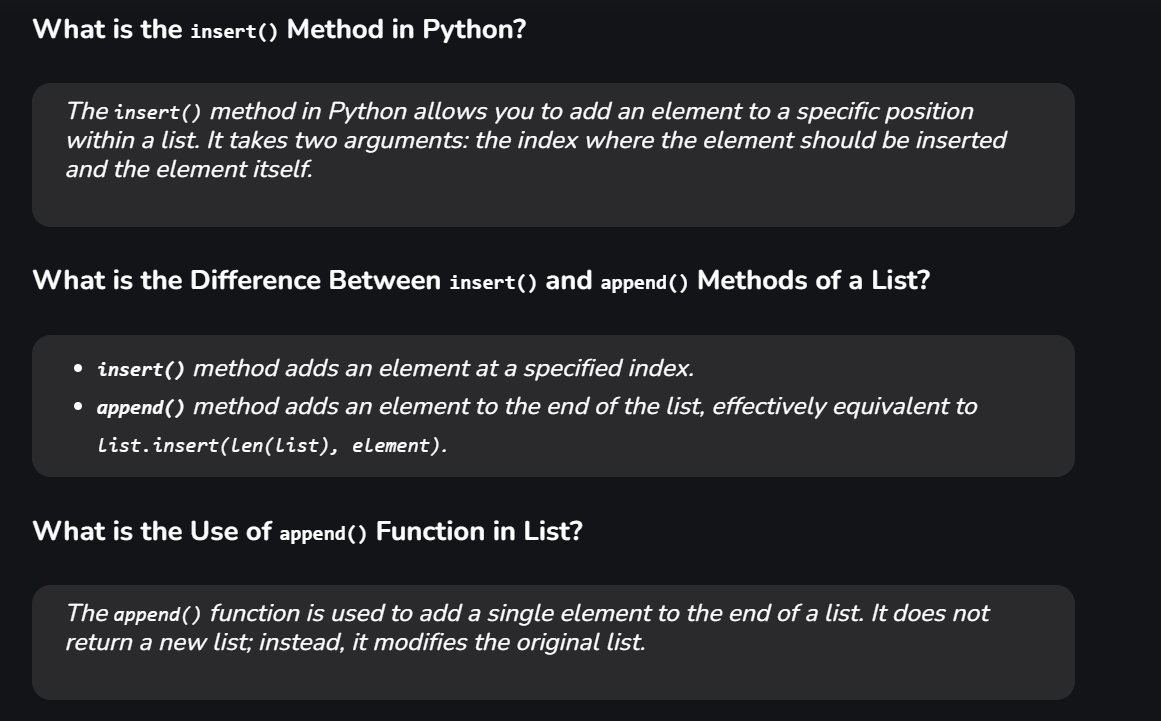 What is the insert() Method in Python?
The insert() method in Python allows you to add an element to a specific position
within a list. It takes two arguments: the index where the element should be inserted
and the element itself.
What is the Difference Between insert() and append() Methods of a List?
• insert() method adds an element at a specified index.
• append() method adds an element to the end of the list, effectively equivalent to
list.insert(len(list), element).
What is the Use of append() Function in List?
The append() function is used to add a single element to the end of a list. It does not
return a new list; instead, it modifies the original list.